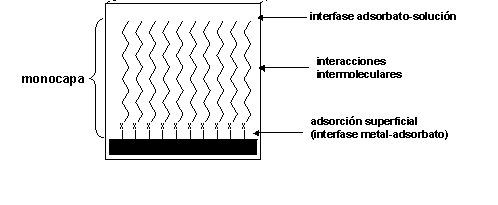 interfase adsorbato-solución
interacciones
intermoleculares
monocapa
adsorción superficial
(interfase metal-adsorbato)